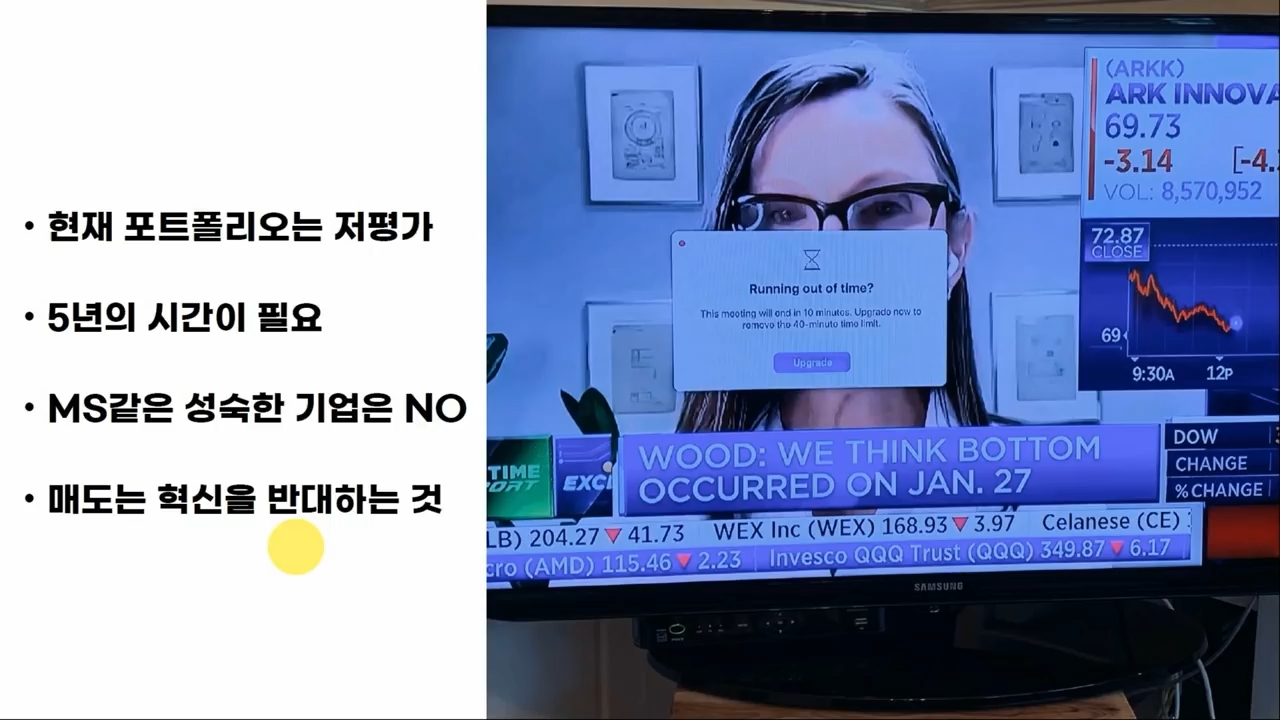 • 현재 포트폴리오는 저평가
• 5년의 시간이 필요
• MS같은 성숙한 기업은 NO
• 매도는 혁신을 반대하는 것
(ARKK)
ARK INNOVA
69.73
-3.14 [-4.
VOL: 8,570,952
72.87
CLOSE
69
9:30A 12P
Running out of time?
This meeting will end in 10 minutes. Upgrade now to
remove the 40-minute time limit.
Upgrade
TIME
EXCL
WOOD: WE THINK BOTTOM
OCCURRED ON JAN. 27
DOW
CHANGE
% CHANGE
LB) 204.27▼41.73 WEX Inc (WEX) 168.93▼3.97 Celanese (CE)
cro (AMD) 115.46▼2.23 Invesco QQQ Trust (QQQ) 349.87▼6.17
SAMSUNG